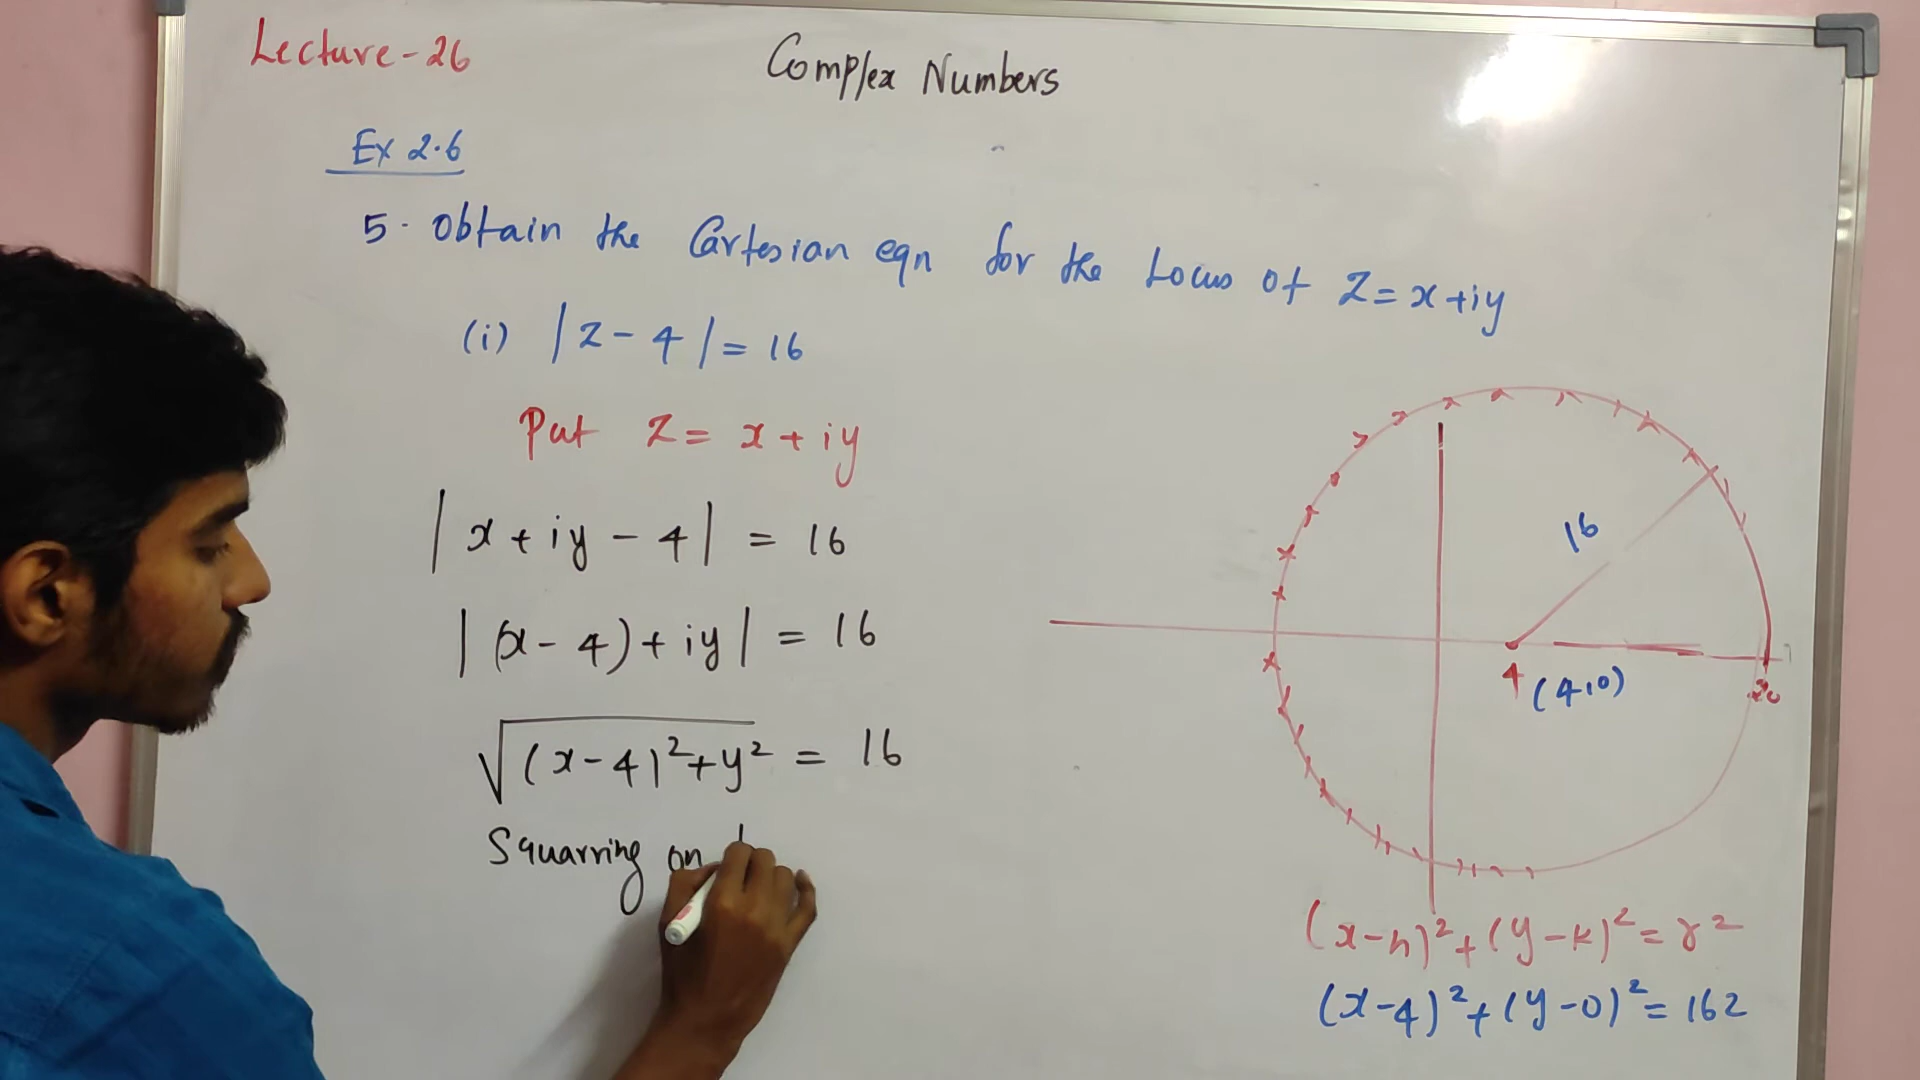 Lecture-26
Complex Numbers
Ex 2.6
5. Obtain the Cartesian eqn for the Locus of Z=x+iy
(i) |Z-4|=16
Put Z=x+iy
|x+iy-4| = 16
|(x-4)+iy| = 16
√(x-4)²+y² = 16
Squarring on
16
4 (4,0)
20
(x-h)²+(y-k)²=r²
(x-4)²+(y-0)²=162